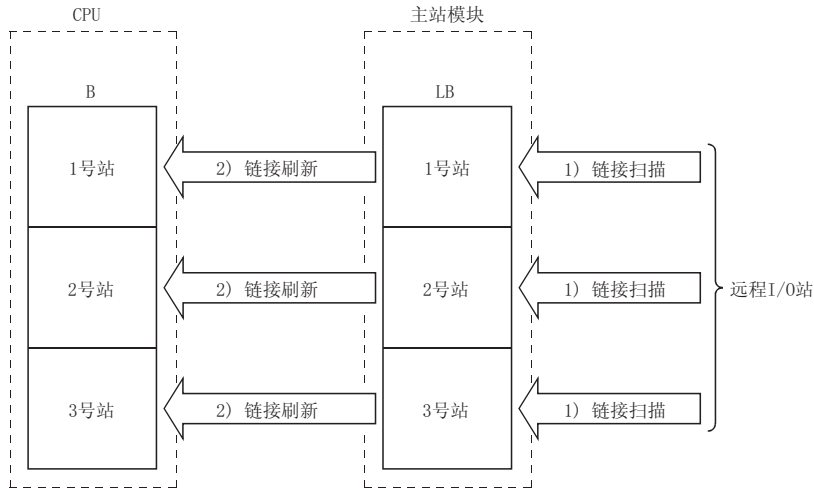 CPU
主站模块
B
LB
1号站
2) 链接刷新
1号站
1) 链接扫描
2号站
2) 链接刷新
2号站
1) 链接扫描
远程I/O站
3号站
2) 链接刷新
3号站
1) 链接扫描